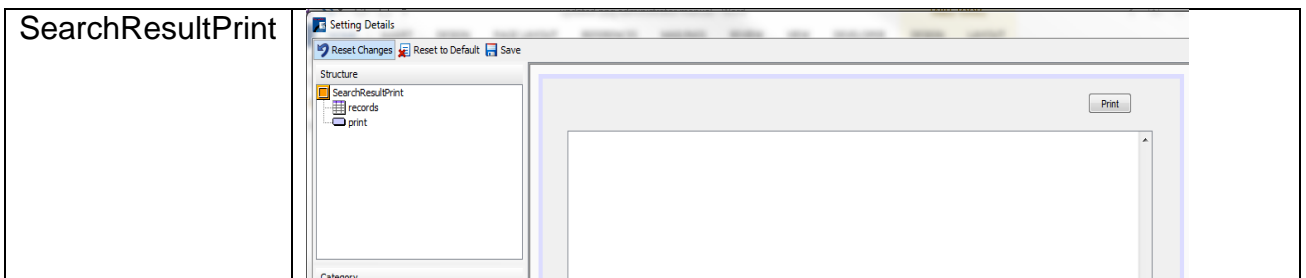 SearchResultPrint
Setting Details
Reset Changes Reset to Default Save
Structure
SearchResultPrint
records
print
Print
Category